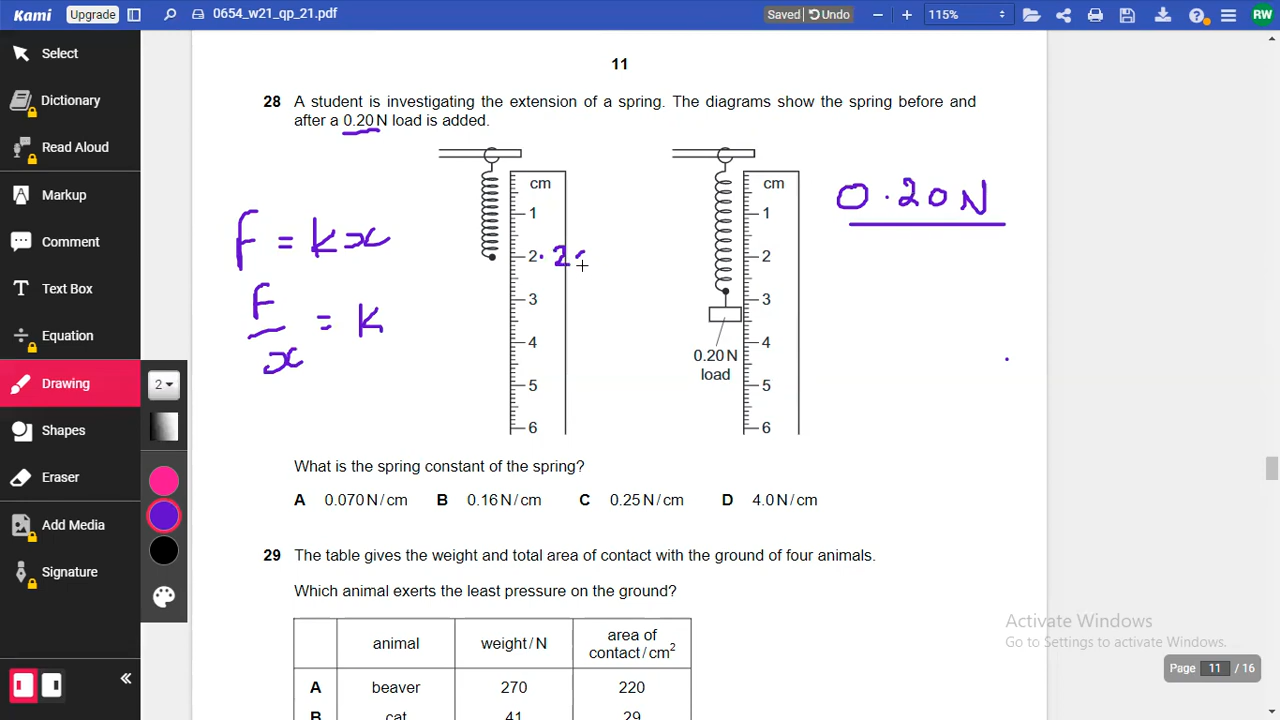 Kami Upgrade 0654_w21_qp_21.pdf Saved Undo 115% RW
Select
Dictionary
Read Aloud
Markup
Comment
Text Box
Equation
Drawing
Shapes
Eraser
Add Media
Signature
2
11
28 A student is investigating the extension of a spring. The diagrams show the spring before and
after a 0.20 N load is added.
cm
1
2
3
4
5
6
cm
1
2
3
4
5
6
0.20 N
load
F = kx
F/x = k
0.20 N
What is the spring constant of the spring?
A 0.070 N / cm B 0.16 N / cm C 0.25 N / cm D 4.0 N / cm
29 The table gives the weight and total area of contact with the ground of four animals.
Which animal exerts the least pressure on the ground?
animal weight / N area of contact / cm²
A beaver 270 220
B cat 41 29
Activate Windows
Go to Settings to activate Windows.
Page 11 / 16